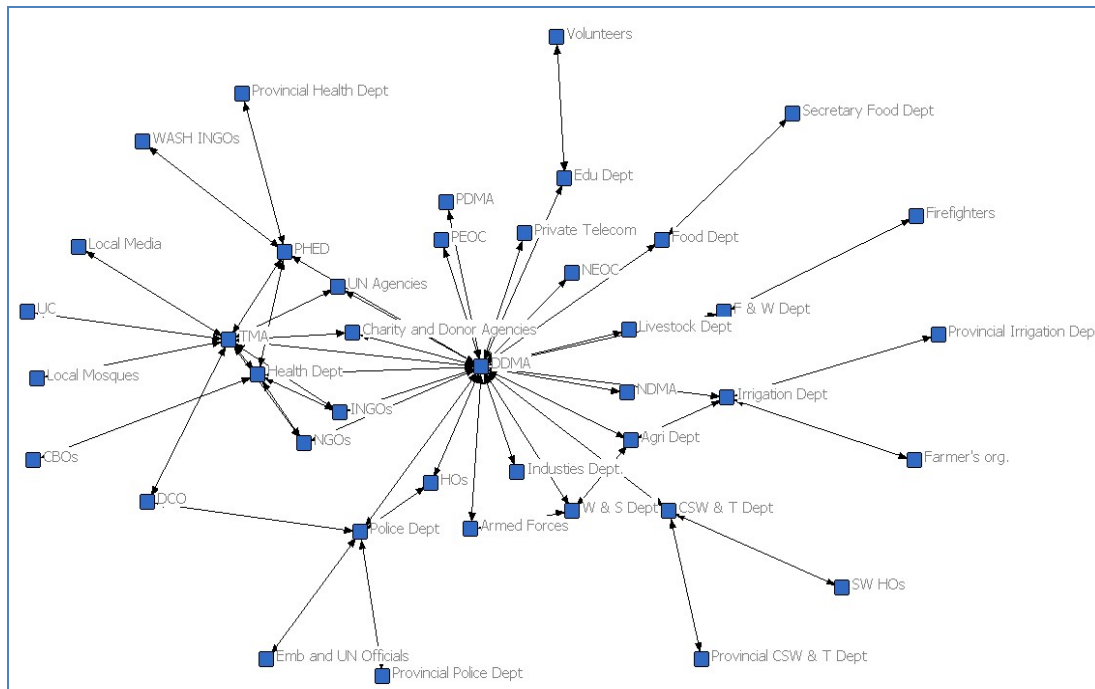 Volunteers
Provincial Health Dept
Secretary Food Dept
WASH INGOs
Edu Dept
PDMA
Firefighters
Private Telecom
PEOC
Food Dept
Local Media
PHED
NEOC
UN Agencies
UC
F & W Dept
Charity and Donor Agencies
Livestock Dept
TMA
Provincial Irrigation Dep
DDMA
Health Dept
Local Mosques
NDMA
Irrigation Dept
INGOs
Agri Dept
NGOs
CBOs
Farmer's org.
Industies Dept.
HOs
DCO
W & S Dept
CSW & T Dept
Police Dept
Armed Forces
SW HOs
Emb and UN Officials
Provincial CSW & T Dept
Provincial Police Dept